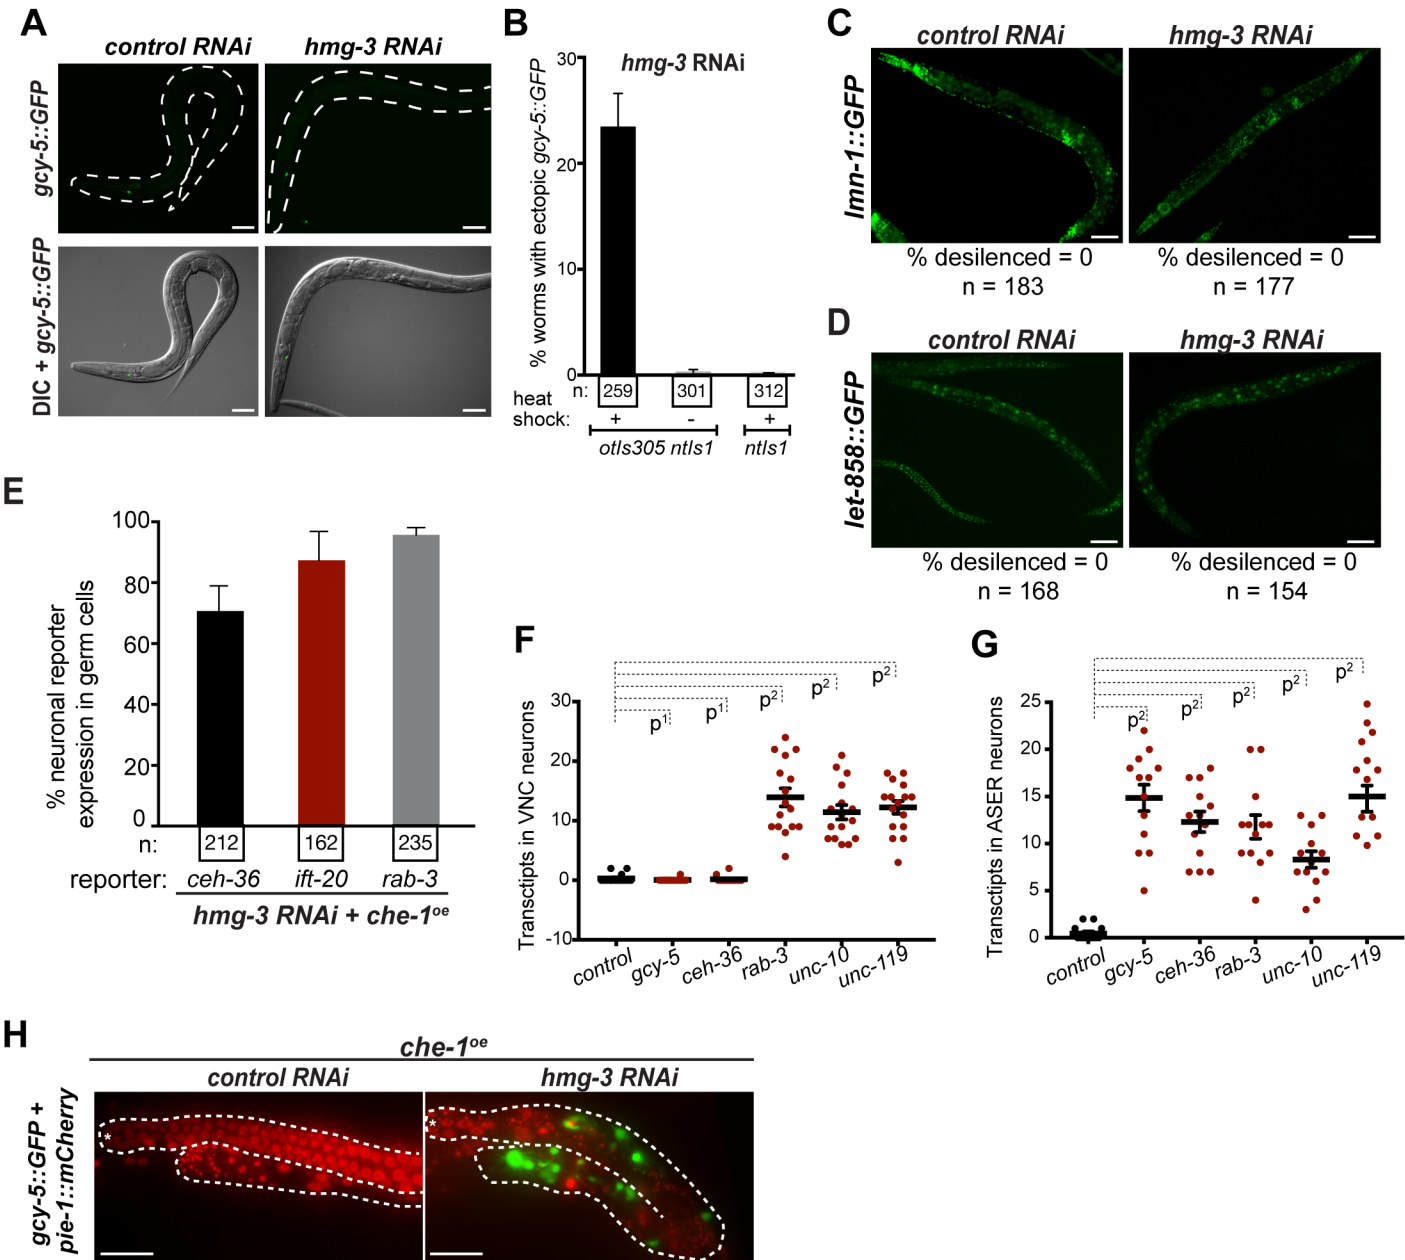 A
control RNAi
hmg-3 RNAi
gcy-5::GFP
DIC + gcy-5::GFP
B
hmg-3 RNAi
% worms with ectopic gcy-5::GFP
30
20
10
0
n:
259
301
312
heat
shock:
+
-
+
otIs305 ntIs1
ntIs1
C
control RNAi
hmg-3 RNAi
lmn-1::GFP
% desilenced = 0
n = 183
% desilenced = 0
n = 177
D
control RNAi
hmg-3 RNAi
let-858::GFP
% desilenced = 0
n = 168
% desilenced = 0
n = 154
E
% neuronal reporter
expression in germ cells
100
80
60
40
20
0
n:
212
162
235
reporter:
ceh-36
ift-20
rab-3
hmg-3 RNAi + che-1oe
F
Transctipts in VNC neurons
30
20
10
0
-10
p1
p1
p2
p2
p2
control
gcy-5
ceh-36
rab-3
unc-10
unc-119
G
Transctipts in ASER neurons
25
20
15
10
5
0
p2
p2
p2
p2
p2
control
gcy-5
ceh-36
rab-3
unc-10
unc-119
H
che-1oe
control RNAi
hmg-3 RNAi
gcy-5::GFP +
pie-1::mCherry
*
*